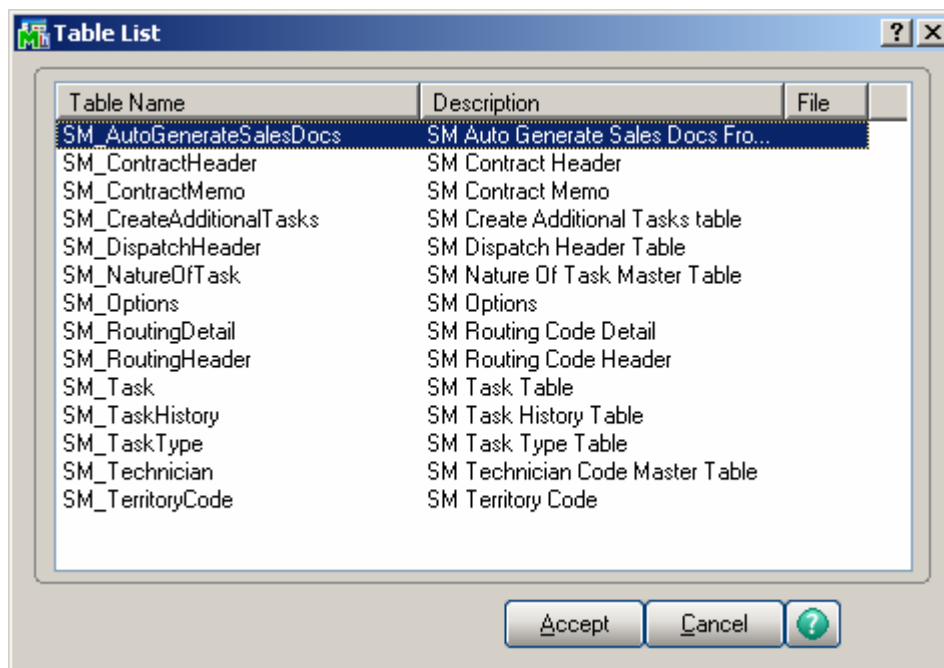 Table List
Table Name Description File
SM_AutoGenerateSalesDocs SM Auto Generate Sales Docs Fro...
SM_ContractHeader SM Contract Header
SM_ContractMemo SM Contract Memo
SM_CreateAdditionalTasks SM Create Additional Tasks table
SM_DispatchHeader SM Dispatch Header Table
SM_NatureOfTask SM Nature Of Task Master Table
SM_Options SM Options
SM_RoutingDetail SM Routing Code Detail
SM_RoutingHeader SM Routing Code Header
SM_Task SM Task Table
SM_TaskHistory SM Task History Table
SM_TaskType SM Task Type Table
SM_Technician SM Technician Code Master Table
SM_TerritoryCode SM Territory Code
Accept Cancel ?